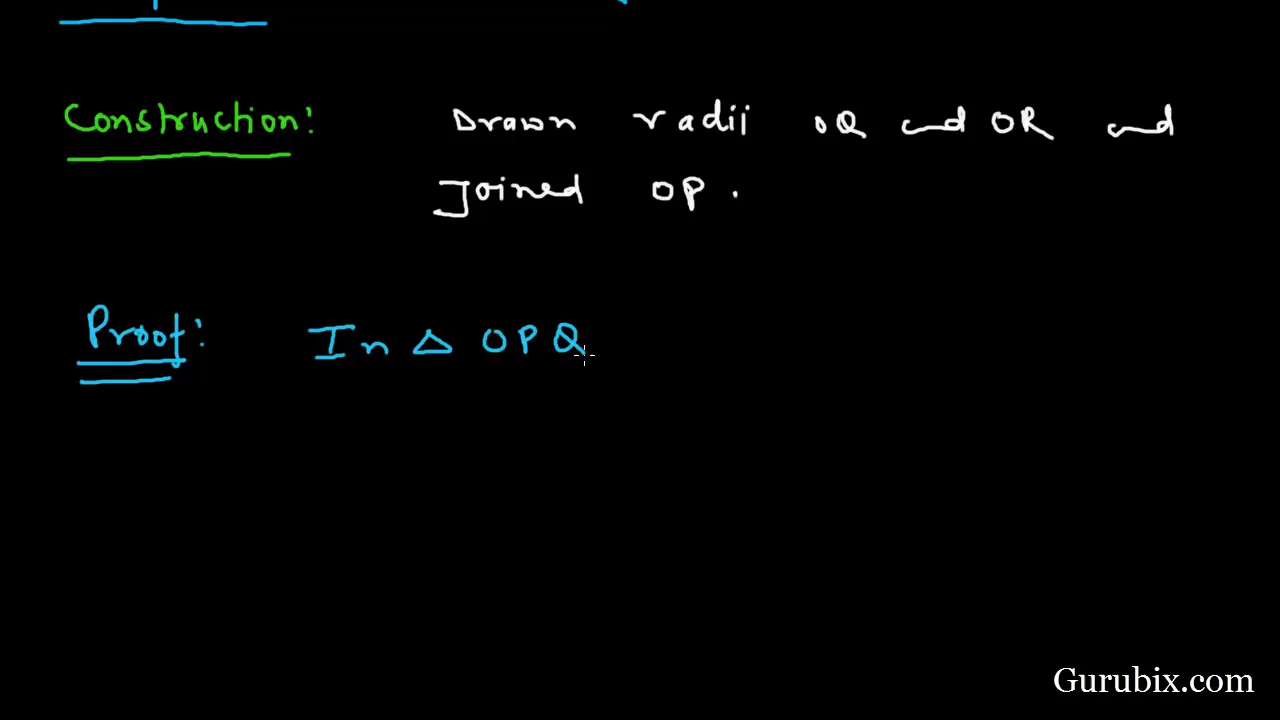 Construction: Drawn radii OQ and OR and
Joined OP.
Proof: In Δ OPQ
Gurubix.com